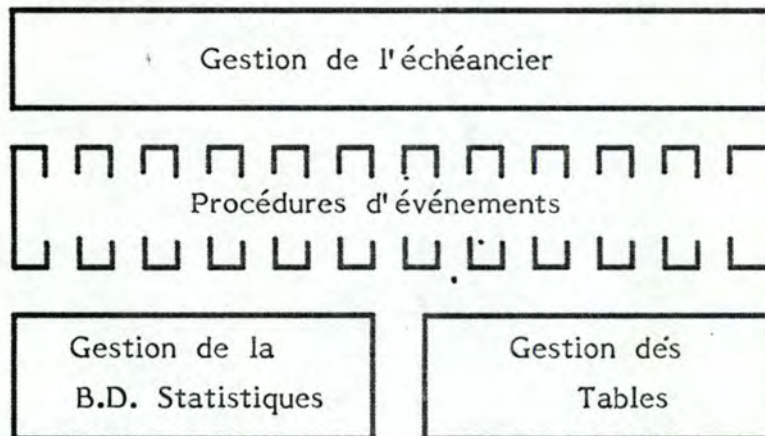 Gestion de l'échéancier
Procédures d'événements
Gestion de la
B.D. Statistiques
Gestion des
Tables